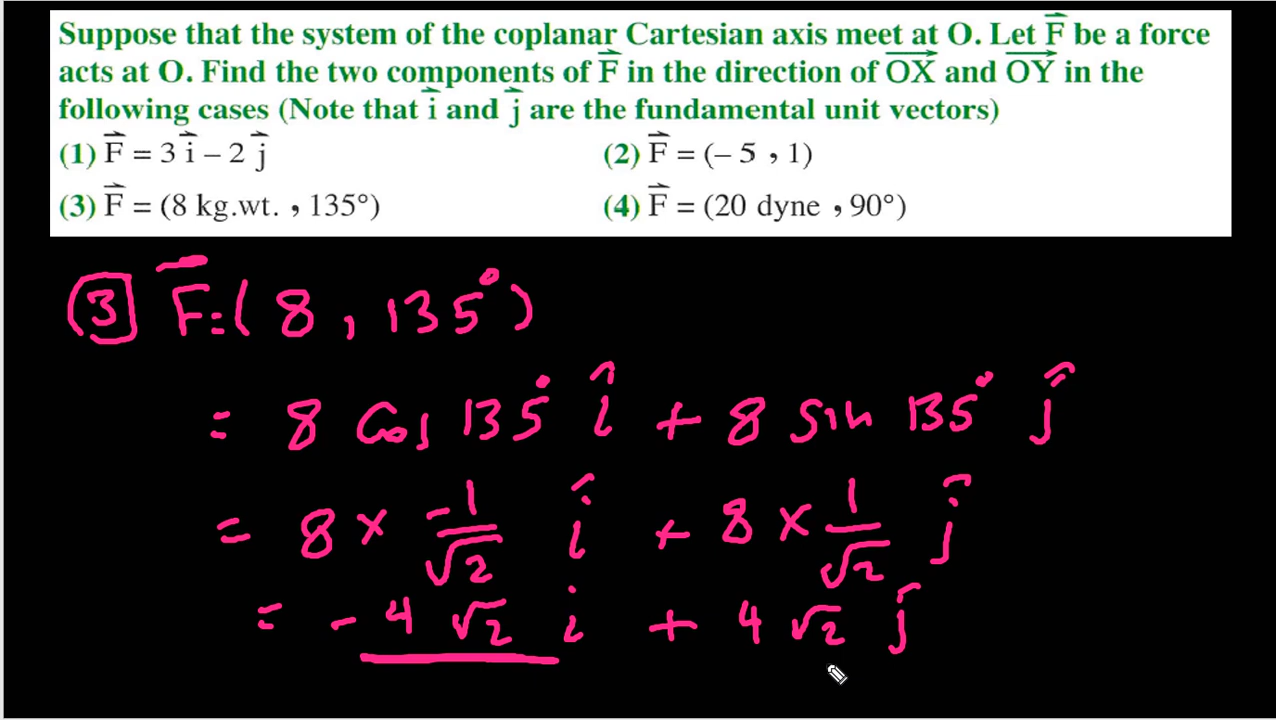 Suppose that the system of the coplanar Cartesian axis meet at O. Let F⃗ be a force
acts at O. Find the two components of F⃗ in the direction of O͞X⃗ and O͞Y⃗ in the
following cases (Note that i⃗ and j⃗ are the fundamental unit vectors)
(1) F⃗ = 3 i⃗ – 2 j⃗ (2) F⃗ = (– 5 , 1)
(3) F⃗ = (8 kg.wt. , 135°) (4) F⃗ = (20 dyne , 90°)
(3) F̅ = (8 , 135°)
= 8 Cos 135° î + 8 Sin 135° ĵ
= 8 × -1/√2 î + 8 × 1/√2 ĵ
= - 4 √2 i + 4 √2 ĵ